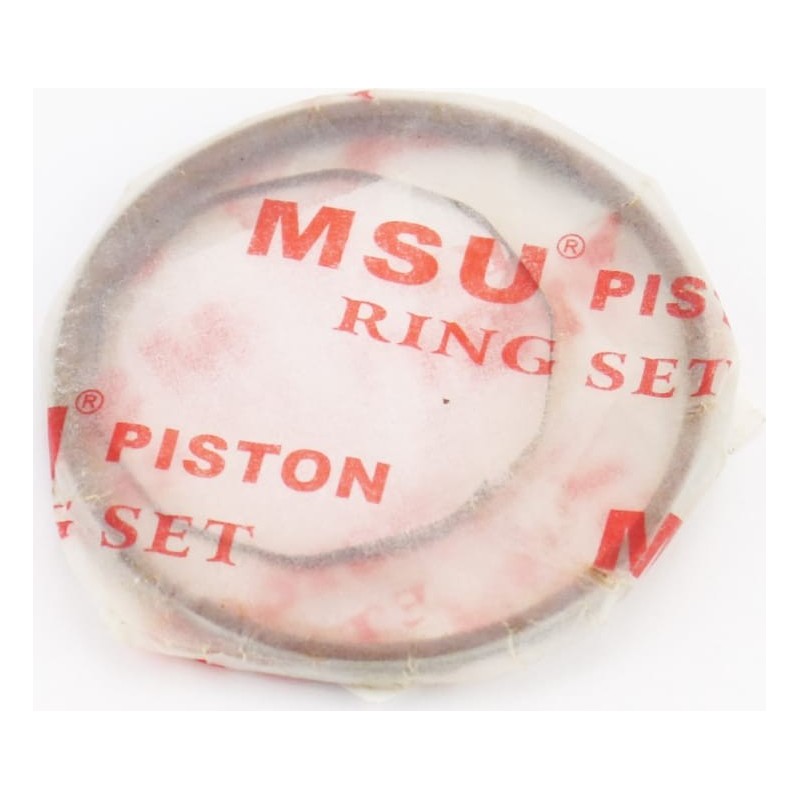 MSU® PIS
RING SET
® PISTON
G SET
M